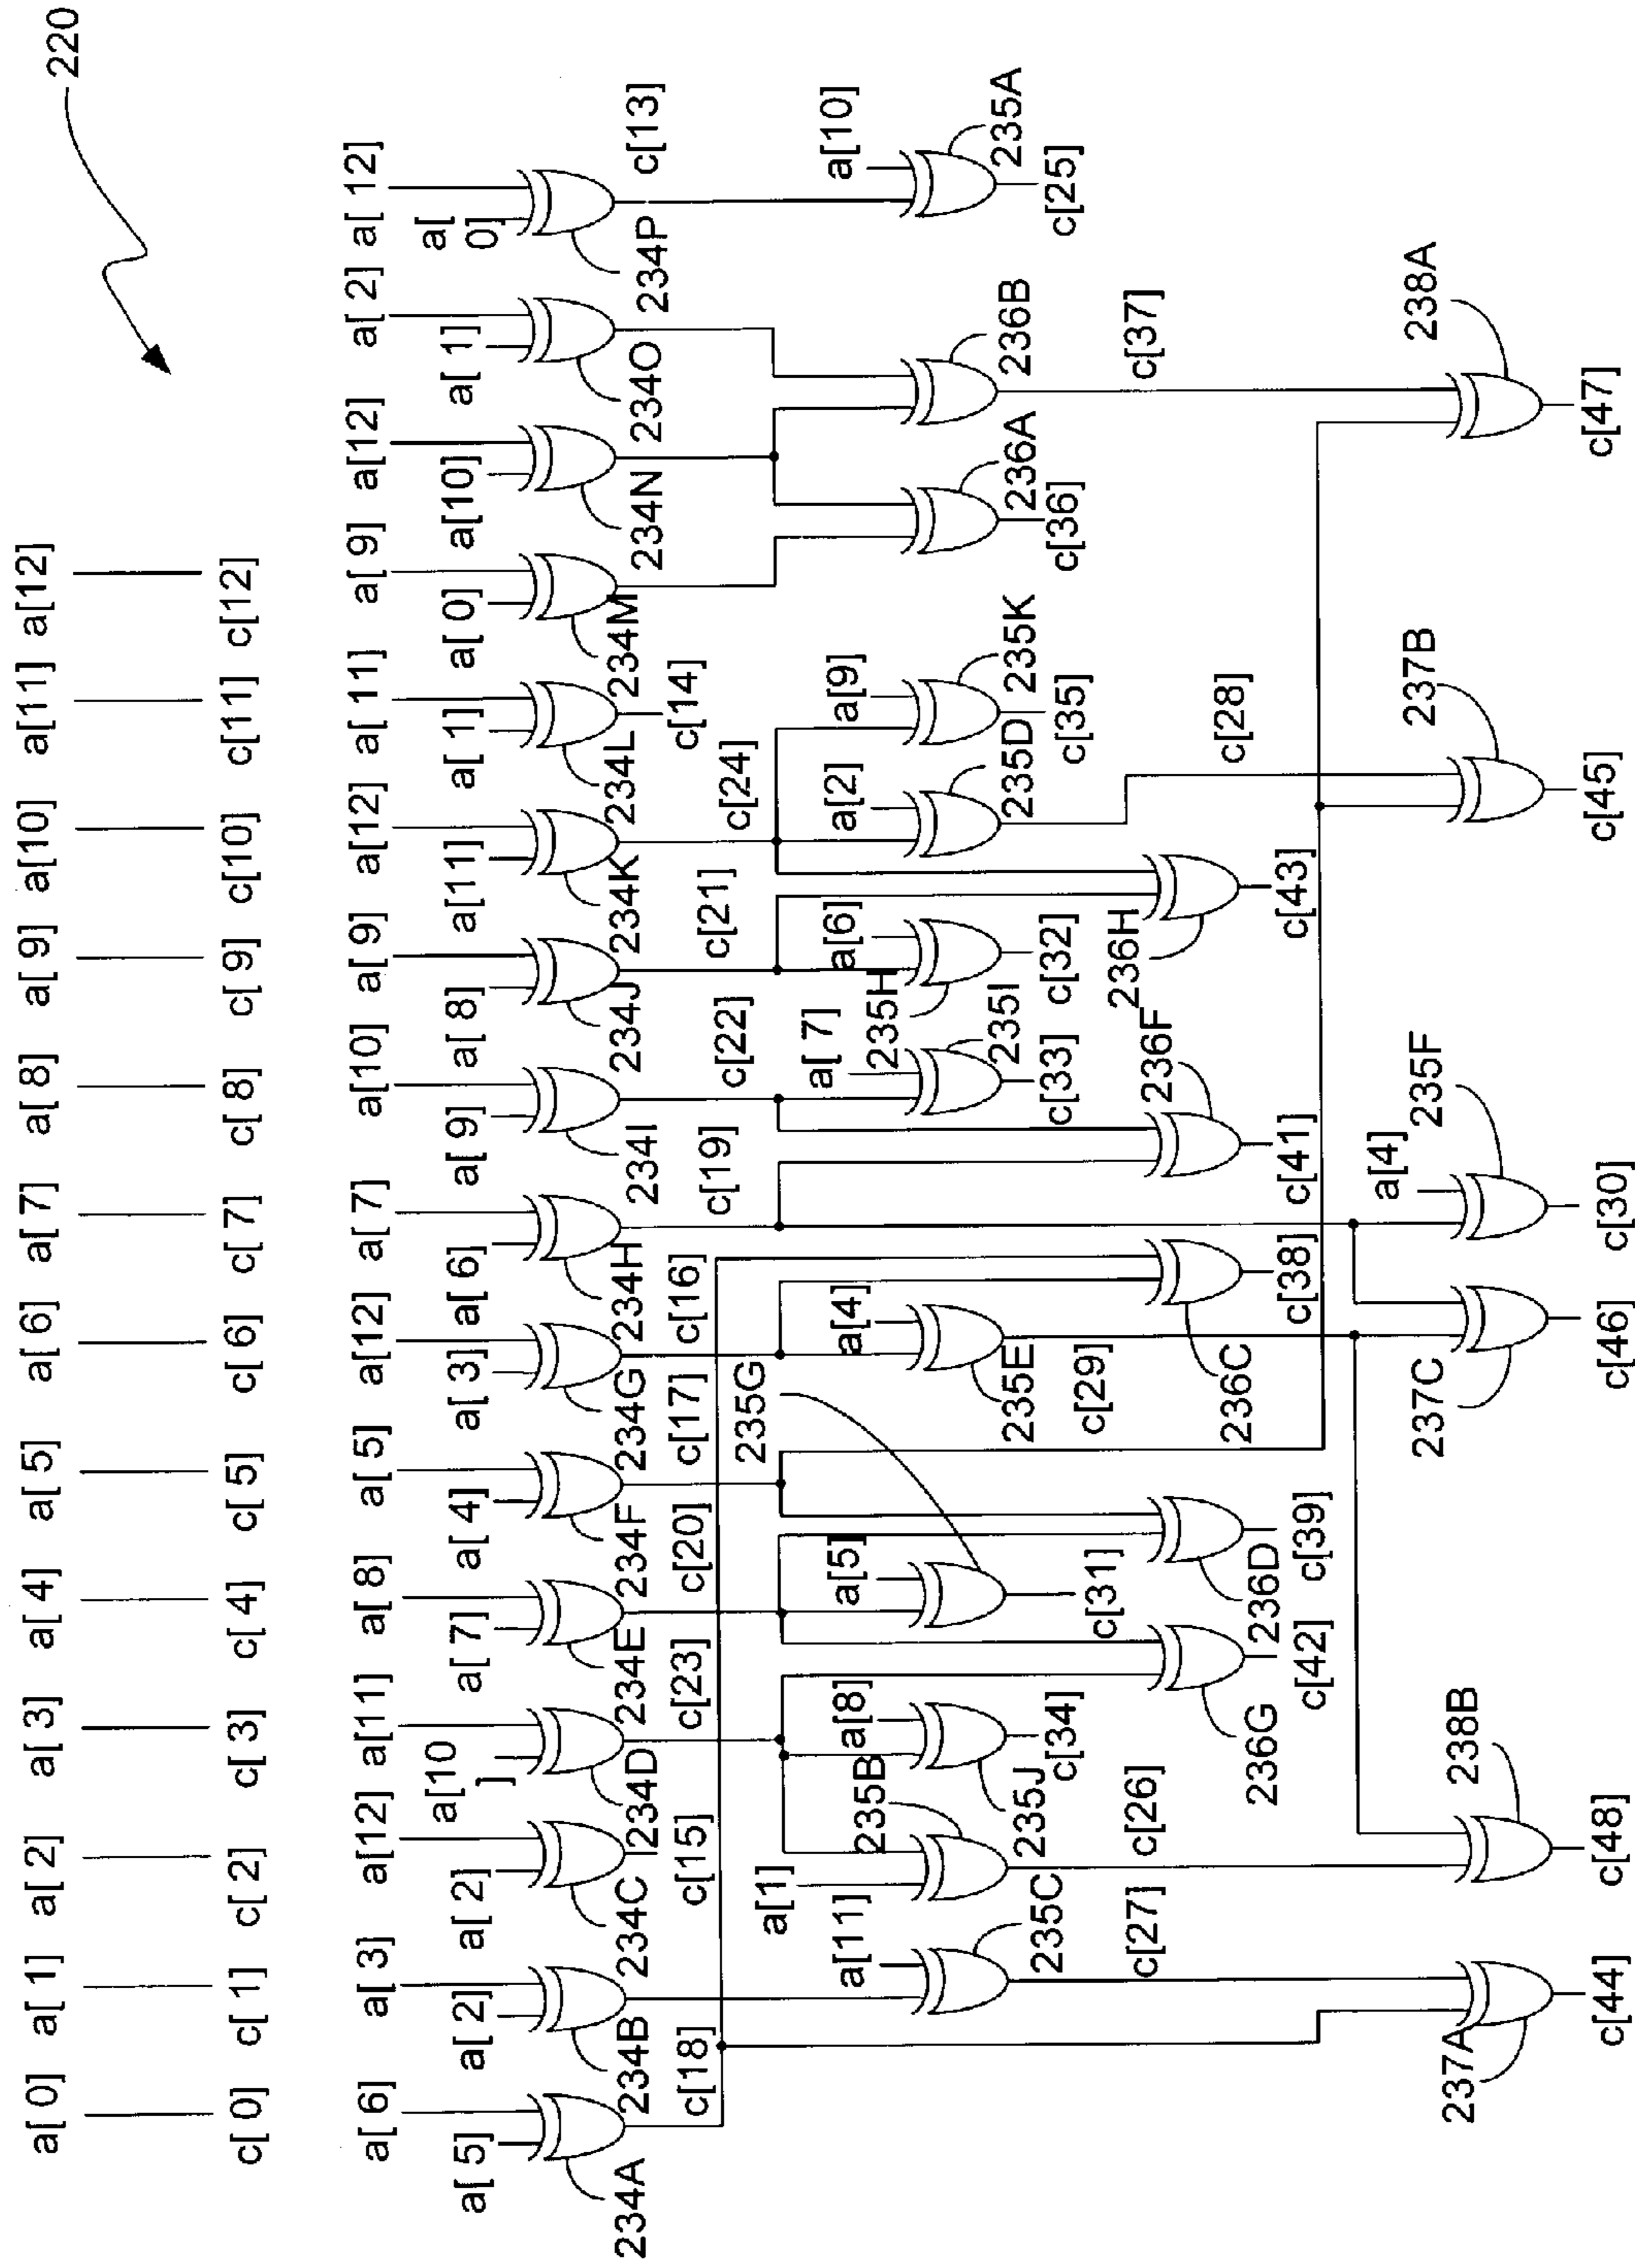 220
a[ 0] a[ 1] a[ 2] a[ 3] a[ 4] a[ 5] a[ 6] a[ 7] a[ 8] a[ 9] a[10] a[11] a[12]
c[ 0] c[ 1] c[ 2] c[ 3] c[ 4] c[ 5] c[ 6] c[ 7] c[ 8] c[ 9] c[10] c[11] c[12]
a[ 6] a[ 3] a[12] a[11] a[ 8] a[ 5] a[12] a[ 7] a[10] a[ 9] a[12] a[ 11] a[ 9] a[12] a[ 2] a[ 12]
a[ 5] a[ 2] a[ 2] a[10 ] a[ 7] a[ 4] a[ 3] a[ 6] a[ 9] a[ 8] a[11] a[ 1] a[ 0] a[10] a[ 1] a[ 0]
234A 234B 234C 234D 234E 234F 234G 234H 234I 234J 234K 234L 234M 234N 234O 234P
c[18] c[15] c[23] c[20] c[17] c[16] c[19] c[22] c[21] c[24] c[14] c[13]
235G
a[11] a[1] a[8] a[5] a[4] a[ 7] a[6] a[2] a[9] a[10]
235B 235H
235C 235J 235E 235I 235D 235K 236A 236B 235A
c[34] c[31] c[33] c[32] c[35] c[36] c[25]
c[27] c[26] c[29] c[28] c[37]
236G 236D 236C 236F 236H
c[42] c[39] c[38] c[41] c[43]
a[4]
237A 238B 237C 235F 237B 238A
c[44] c[48] c[46] c[30] c[45] c[47]